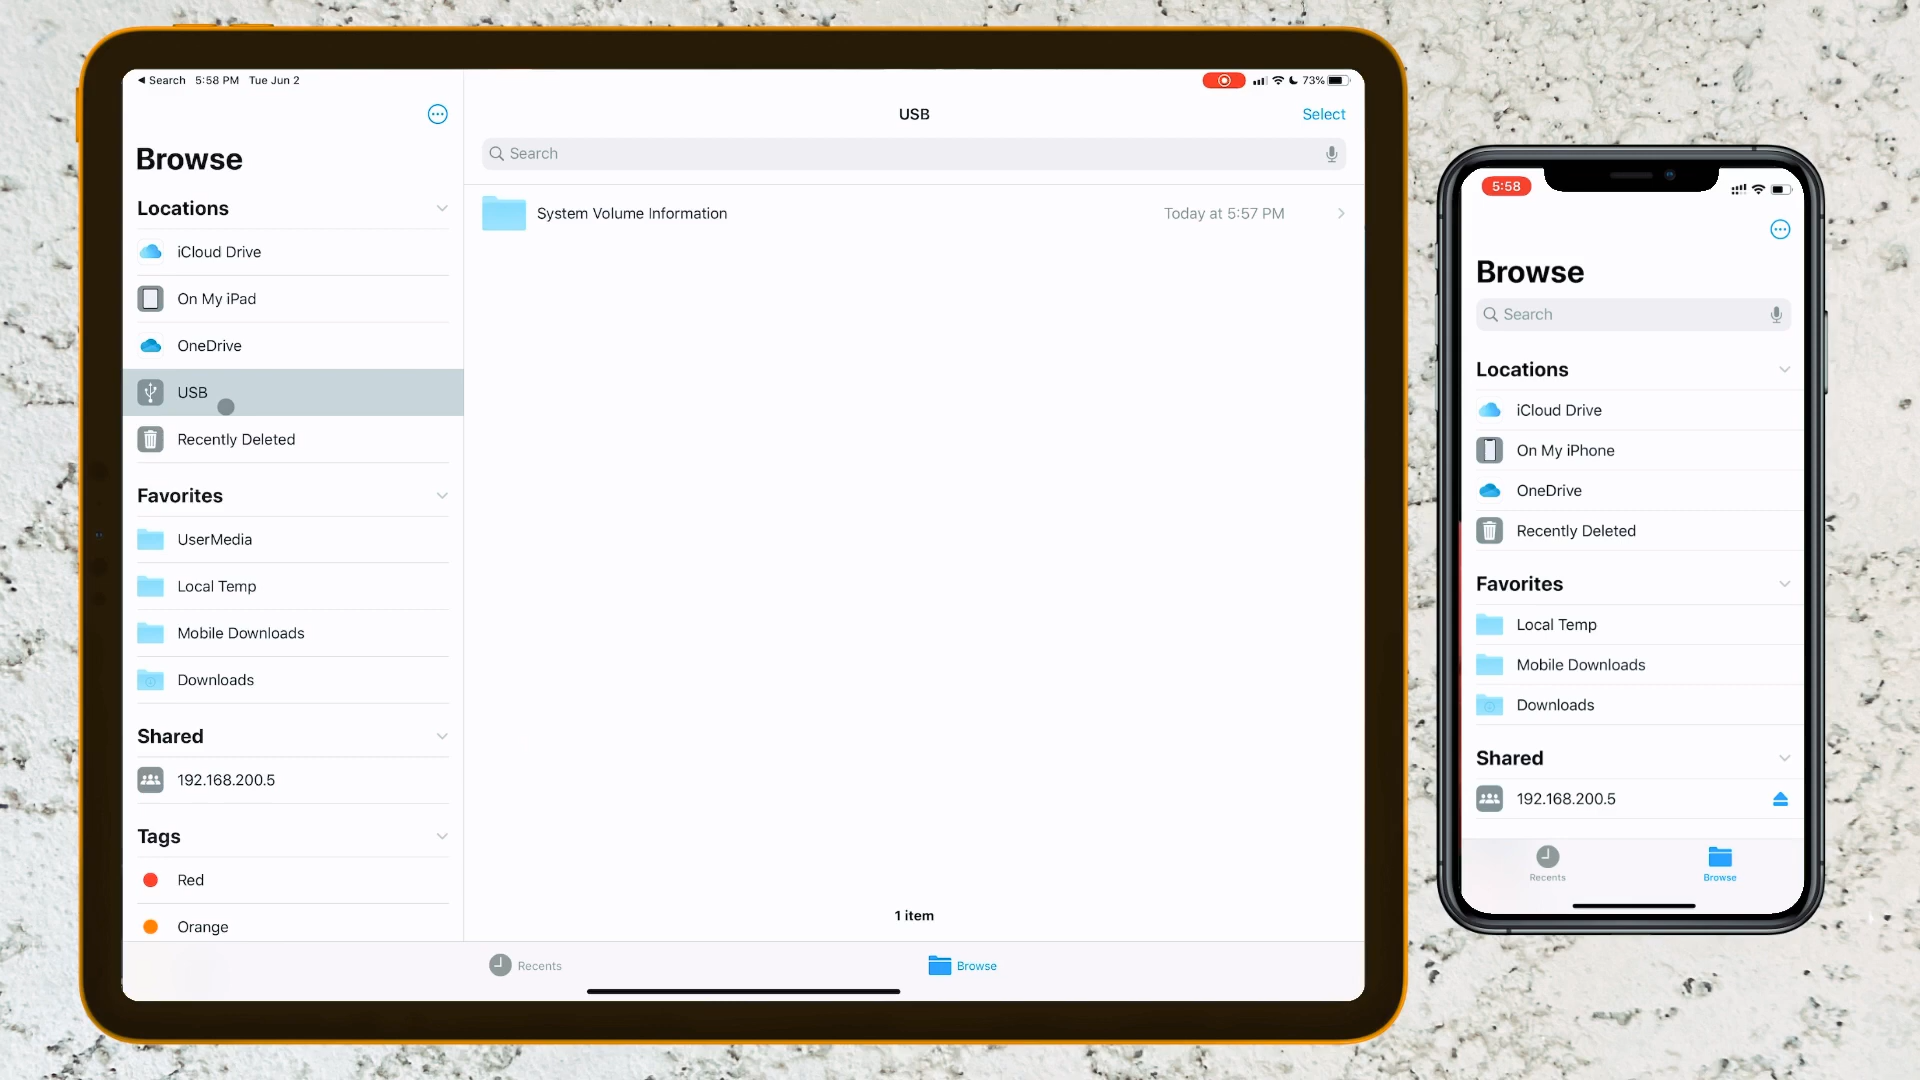 ◀ Search 5:58 PM Tue Jun 2
73%
Browse
Locations
iCloud Drive
On My iPad
OneDrive
USB
Recently Deleted
Favorites
UserMedia
Local Temp
Mobile Downloads
Downloads
Shared
192.168.200.5
Tags
Red
Orange
USB
Select
Search
System Volume Information Today at 5:57 PM
1 item
Recents
Browse
5:58
Browse
Search
Locations
iCloud Drive
On My iPhone
OneDrive
Recently Deleted
Favorites
Local Temp
Mobile Downloads
Downloads
Shared
192.168.200.5
Recents
Browse